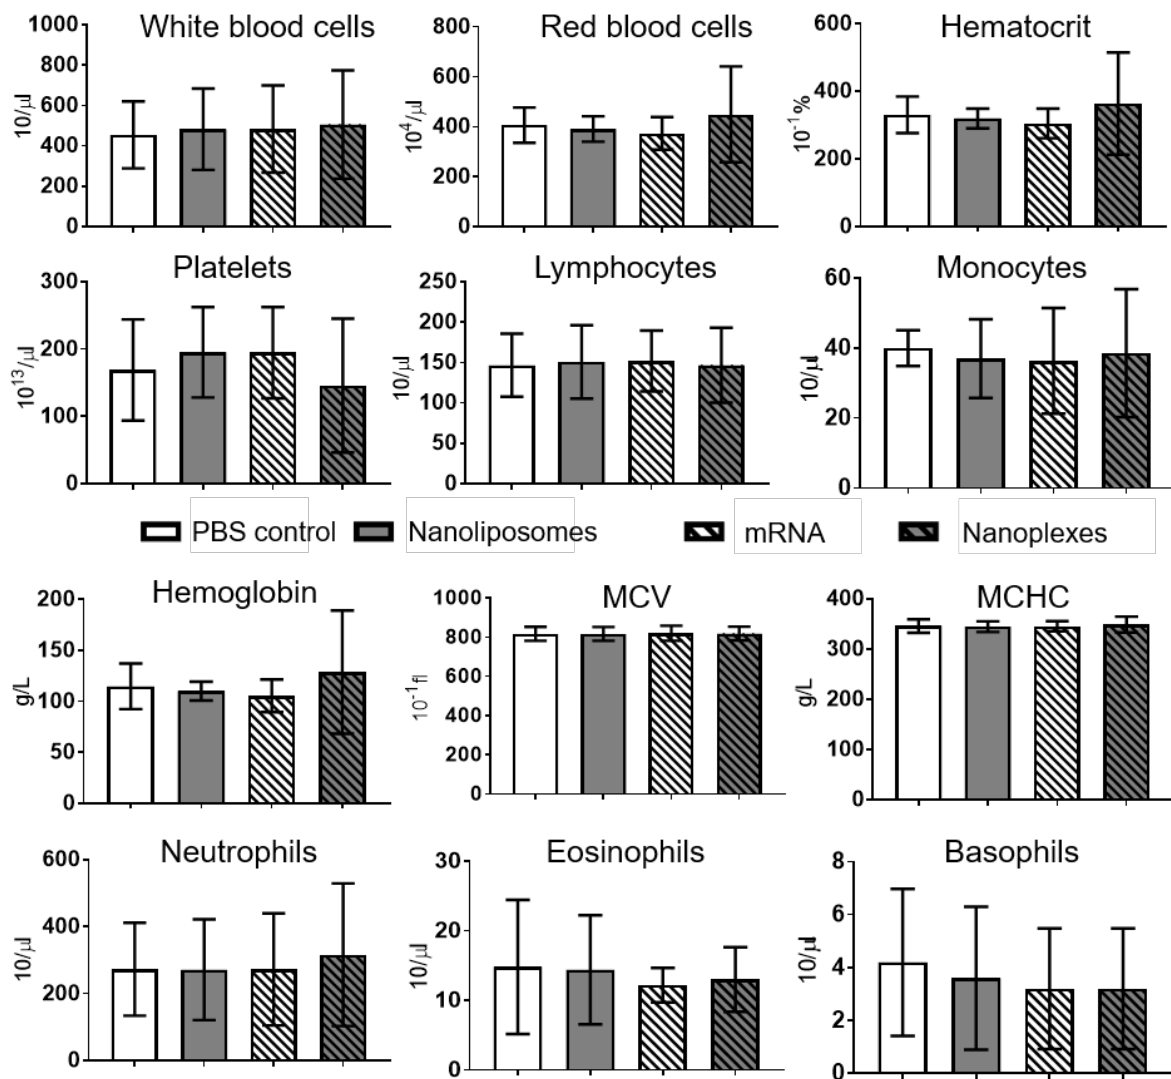 White blood cells
1000
800
600
400
200
0
10/µl
Red blood cells
800
600
400
200
0
10⁴/µl
Hematocrit
600
400
200
0
10⁻¹%
Platelets
300
200
100
0
10¹³/µl
Lymphocytes
250
200
150
100
50
0
10/µl
Monocytes
60
40
20
0
10/µl
PBS control Nanoliposomes mRNA Nanoplexes
Hemoglobin
200
150
100
50
0
g/L
MCV
1000
800
600
400
200
0
10⁻¹fl
MCHC
400
300
200
100
0
g/L
Neutrophils
600
400
200
0
10/µl
Eosinophils
30
20
10
0
10/µl
Basophils
8
6
4
2
0
10/µl